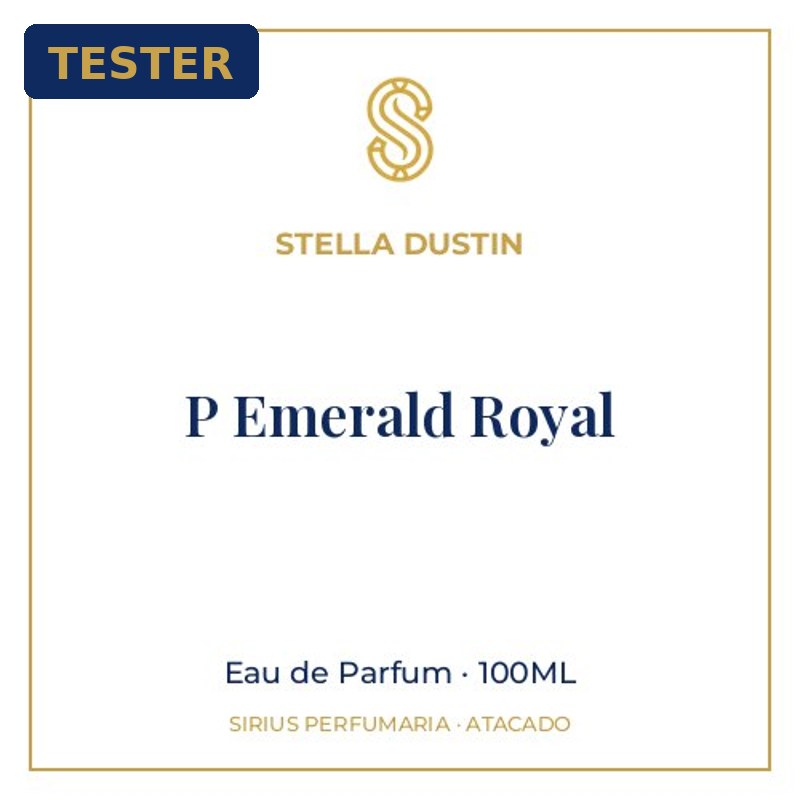 TESTER
STELLA DUSTIN
P Emerald Royal
Eau de Parfum · 100ML
SIRIUS PERFUMARIA · ATACADO